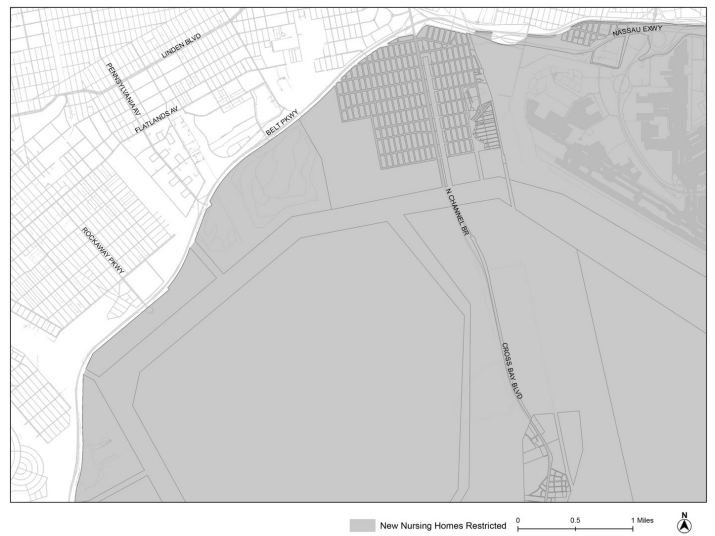 NASSAU EXWY
LINDEN BLVD
PENNSYLVANIA AV
FLATLANDS AV
BELT PKWY
N CHANNEL BR
ROCKAWAY PKWY
CROSS BAY BLVD
New Nursing Homes Restricted
0 0.5 1 Miles
N